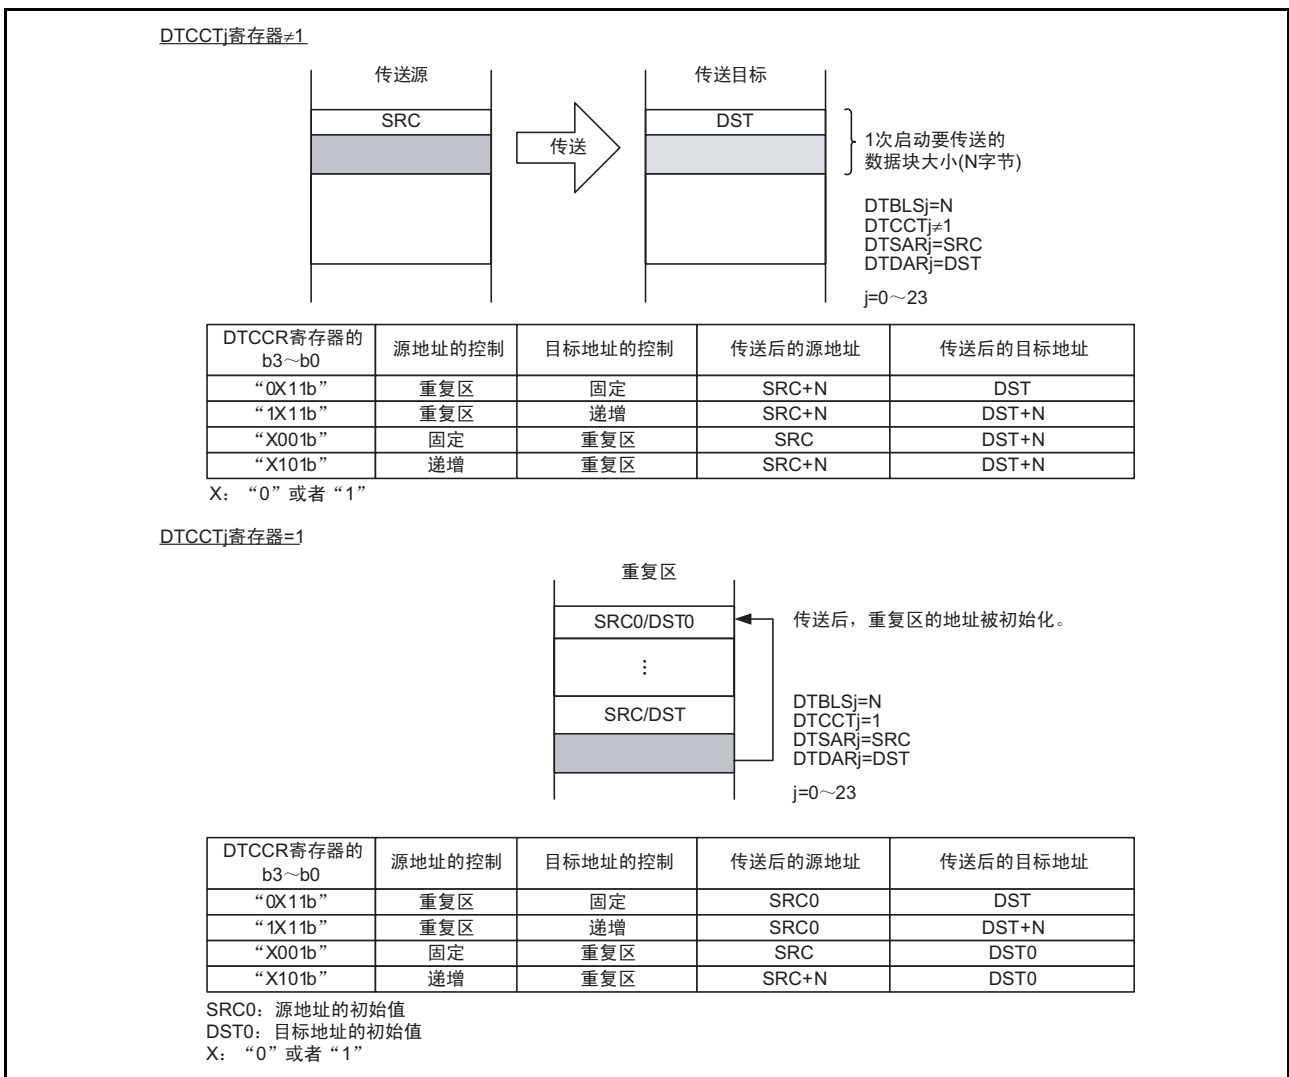 DTCCTj寄存器≠1
传送源
传送目标
SRC
传送
DST
1次启动要传送的
数据块大小(N字节)
DTBLSj=N
DTCCTj≠1
DTSARj=SRC
DTDARj=DST
j=0～23
DTCCR寄存器的 b3～b0 源地址的控制 目标地址的控制 传送后的源地址 传送后的目标地址
“0X11b” 重复区 固定 SRC+N DST
“1X11b” 重复区 递增 SRC+N DST+N
“X001b” 固定 重复区 SRC DST+N
“X101b” 递增 重复区 SRC+N DST+N
X：“0”或者“1”
DTCCTj寄存器=1
重复区
SRC0/DST0
传送后，重复区的地址被初始化。
⋮
SRC/DST
DTBLSj=N
DTCCTj=1
DTSARj=SRC
DTDARj=DST
j=0～23
DTCCR寄存器的 b3～b0 源地址的控制 目标地址的控制 传送后的源地址 传送后的目标地址
“0X11b” 重复区 固定 SRC0 DST
“1X11b” 重复区 递增 SRC0 DST+N
“X001b” 固定 重复区 SRC DST0
“X101b” 递增 重复区 SRC+N DST0
SRC0：源地址的初始值
DST0：目标地址的初始值
X：“0”或者“1”